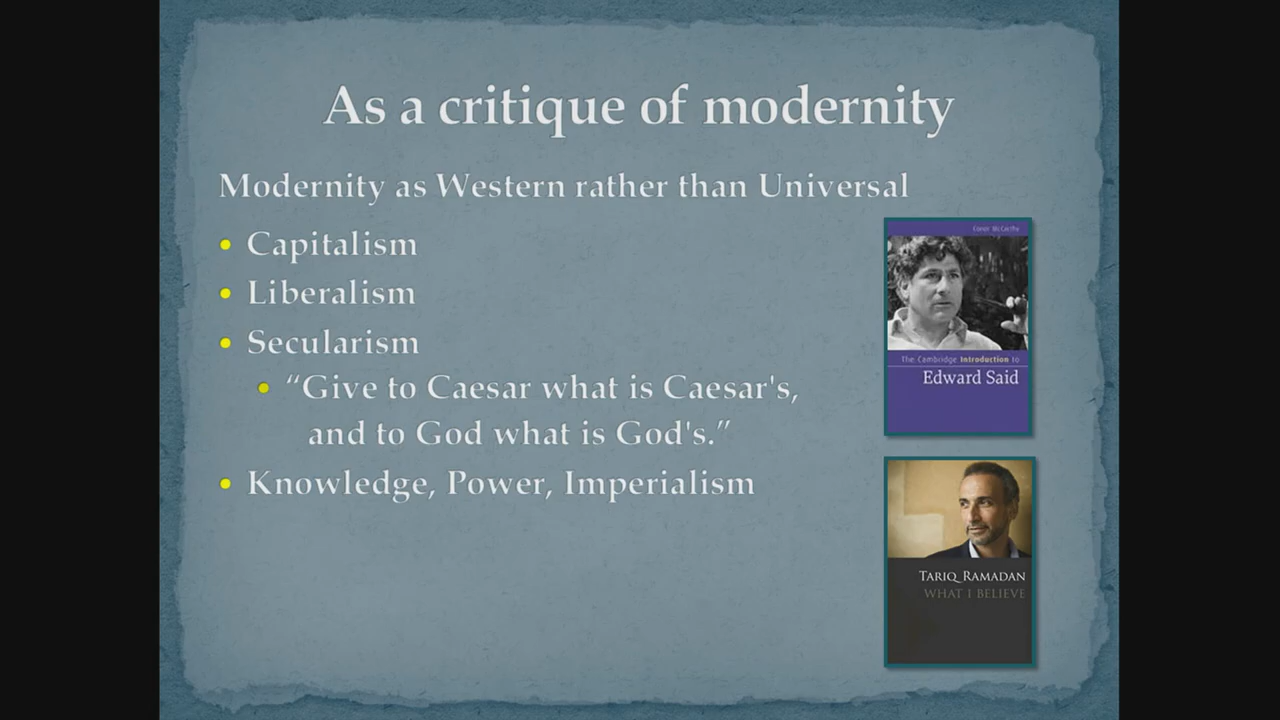 As a critique of modernity
Modernity as Western rather than Universal
Capitalism
Liberalism
Secularism
“Give to Caesar what is Caesar's,
and to God what is God's.”
Knowledge, Power, Imperialism
Conor McCarthy
The Cambridge Introduction to
Edward Said
TARIQ RAMADAN
WHAT I BELIEVE